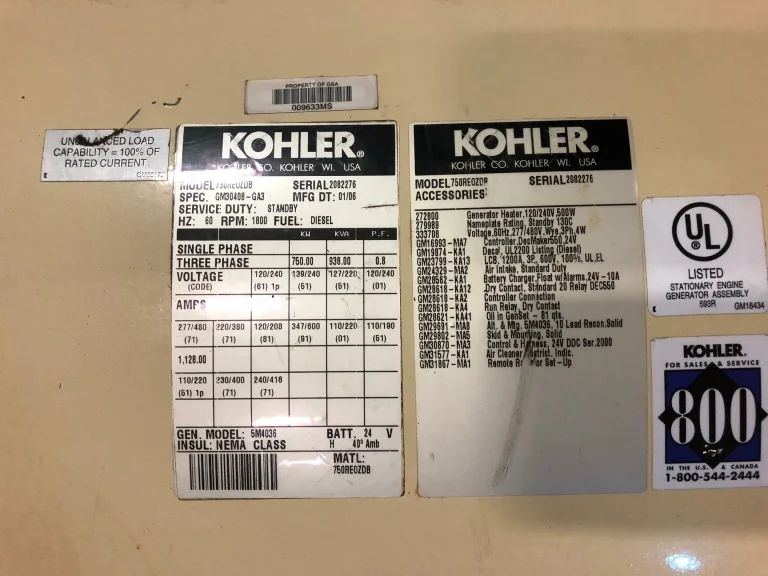 PROPERTY OF GSA
009633MS
CAPABILITY = 100% OF
RATED CURRENT
KOHLER®
KOHLER CO. KOHLER WI. USA
MODEL 750REOZDB SERIAL 2082276
SPEC. GM30408-GA3 MFG DT: 01/06
SERVICE DUTY: STANDBY
HZ: 60 RPM: 1800 FUEL: DIESEL
KW KVA P.F.
SINGLE PHASE
THREE PHASE 750.00 938.00 0.8
VOLTAGE 120/240 139/240 127/220 120/240
(CODE) (61) 1p (51) (61) (01)
AMPS
277/480 220/380 120/208 347/600 110/220 110/190
(71) (71) (81) (91) (01) (61)
1,128.00
110/220 230/400 240/416
(61) 1p (71) (71)
GEN. MODEL: 5M4036 BATT. 24 V
INSUL: NEMA CLASS H 40° Amb
MATL:
750REOZDB
KOHLER®
KOHLER CO. KOHLER WI. USA
MODEL 750REOZDB SERIAL 2082276
ACCESSORIES:
272800 Generator Heater, 120/240V, 500W
279989 Nameplate Rating, Standby 130C
333708 Voltage, 60Hz, 277/480V, Wye, 3Ph, 4W
GM16993-MA7 Controller, DecMaker550, 24V
GM19874-KA1 Decal, UL2200 Listing (Diesel)
GM23799-KA13 LCB, 1200A, 3P, 600V, 100%, UL, EL
GM24329-MA2 Air Intake, Standard Duty
GM28562-KA1 Battery Charger, Float w/Alarms, 24V-10A
GM28618-KA12 Dry Contact, Standard 20 Relay DEC550
GM28618-KA2 Controller Connection
GM28618-KA4 Run Relay, Dry Contact
GM28621-KA41 Oil in GenSet - 81 qts.
GM29691-MA8 Alt. & Mtg, 5M4036, 10 Lead Recon. Solid
GM29802-MA5 Skid & Mounting, Solid
GM30870-MA3 Control & Harness, 24V DDC Ser.2000
GM31577-KA1 Air Cleaner Indic.
GM31867-MA1 Remote Set-Up
UL®
LISTED
STATIONARY ENGINE
GENERATOR ASSEMBLY
593R GM18434
KOHLER®
FOR SALES & SERVICE
800
IN THE U.S. & CANADA
1-800-544-2444